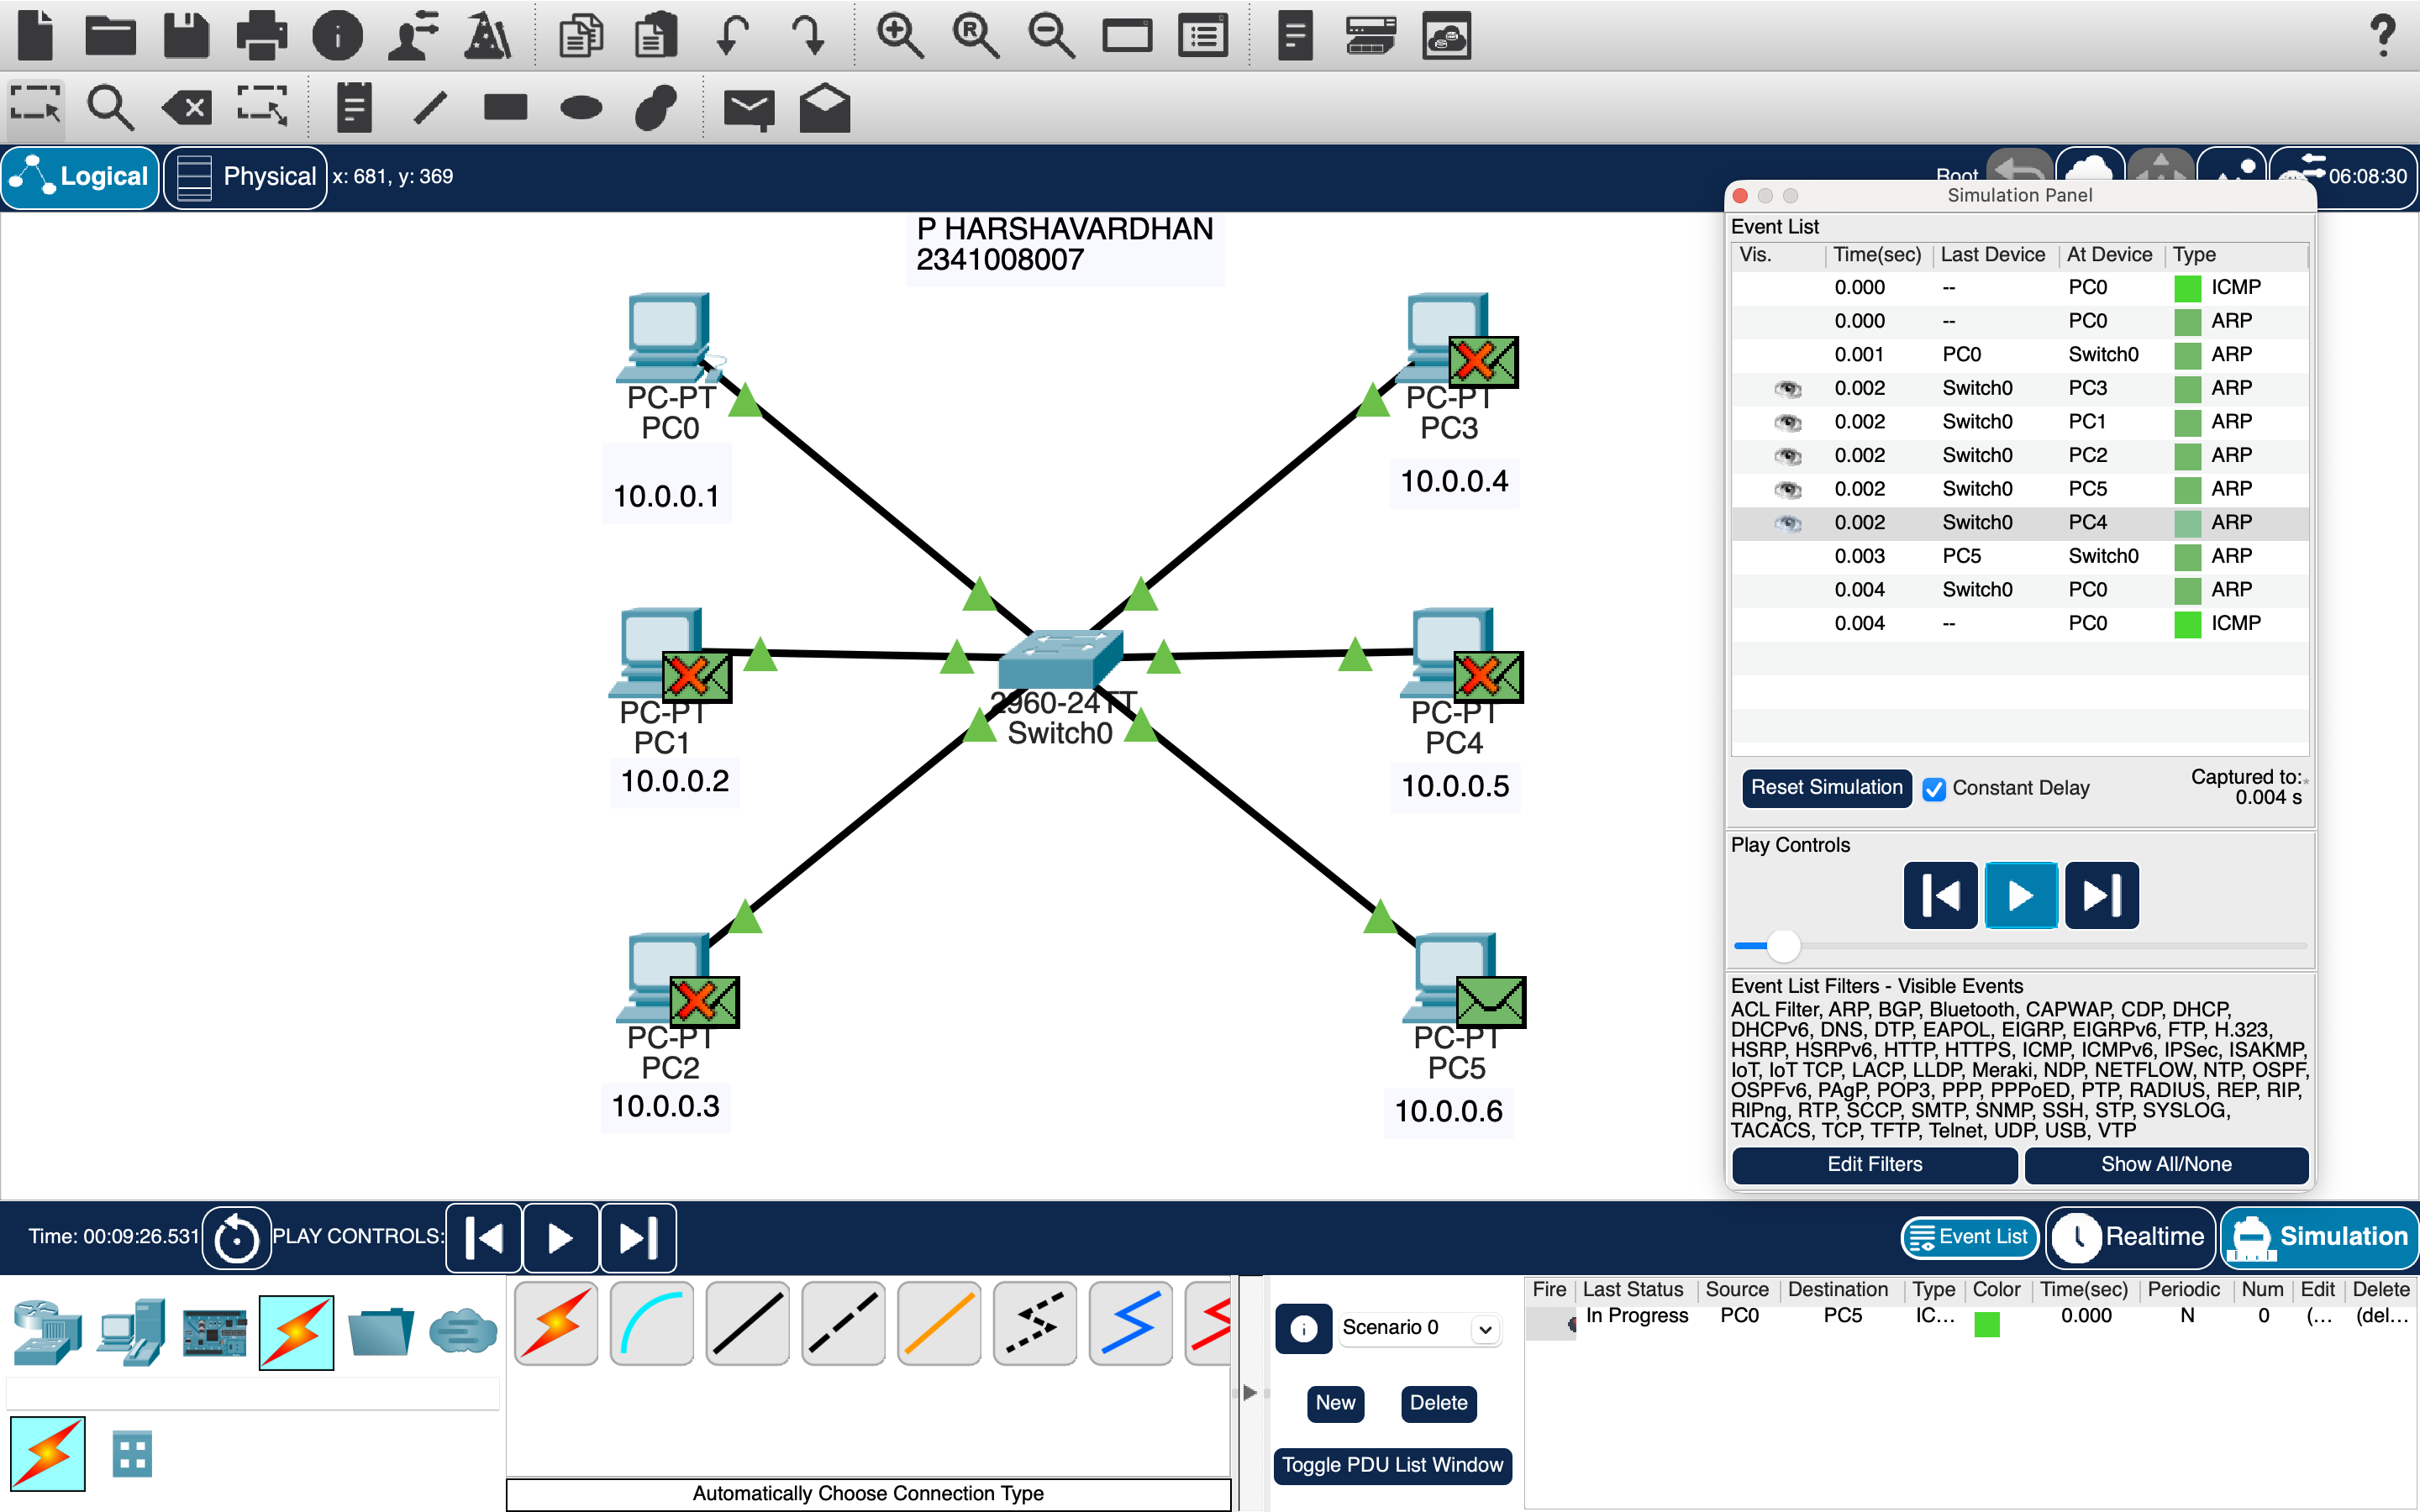 Logical
Physical
x: 681, y: 369
Root
06:08:30
P HARSHAVARDHAN
2341008007
PC-PT
PC0
10.0.0.1
PC-PT
PC3
10.0.0.4
PC-PT
PC1
10.0.0.2
2960-24TT
Switch0
PC-PT
PC4
10.0.0.5
PC-PT
PC2
10.0.0.3
PC-PT
PC5
10.0.0.6
Simulation Panel
Event List
Vis. Time(sec) Last Device At Device Type
0.000 -- PC0 ICMP
0.000 -- PC0 ARP
0.001 PC0 Switch0 ARP
0.002 Switch0 PC3 ARP
0.002 Switch0 PC1 ARP
0.002 Switch0 PC2 ARP
0.002 Switch0 PC5 ARP
0.002 Switch0 PC4 ARP
0.003 PC5 Switch0 ARP
0.004 Switch0 PC0 ARP
0.004 -- PC0 ICMP
Reset Simulation
Constant Delay
Captured to:*
0.004 s
Play Controls
Event List Filters - Visible Events
ACL Filter, ARP, BGP, Bluetooth, CAPWAP, CDP, DHCP,
DHCPv6, DNS, DTP, EAPOL, EIGRP, EIGRPv6, FTP, H.323,
HSRP, HSRPv6, HTTP, HTTPS, ICMP, ICMPv6, IPSec, ISAKMP,
IoT, IoT TCP, LACP, LLDP, Meraki, NDP, NETFLOW, NTP, OSPF,
OSPFv6, PAgP, POP3, PPP, PPPoED, PTP, RADIUS, REP, RIP,
RIPng, RTP, SCCP, SMTP, SNMP, SSH, STP, SYSLOG,
TACACS, TCP, TFTP, Telnet, UDP, USB, VTP
Edit Filters
Show All/None
Time: 00:09:26.531
PLAY CONTROLS:
Event List
Realtime
Simulation
Automatically Choose Connection Type
Scenario 0
New
Delete
Toggle PDU List Window
Fire Last Status Source Destination Type Color Time(sec) Periodic Num Edit Delete
In Progress PC0 PC5 IC... 0.000 N 0 (... (del...